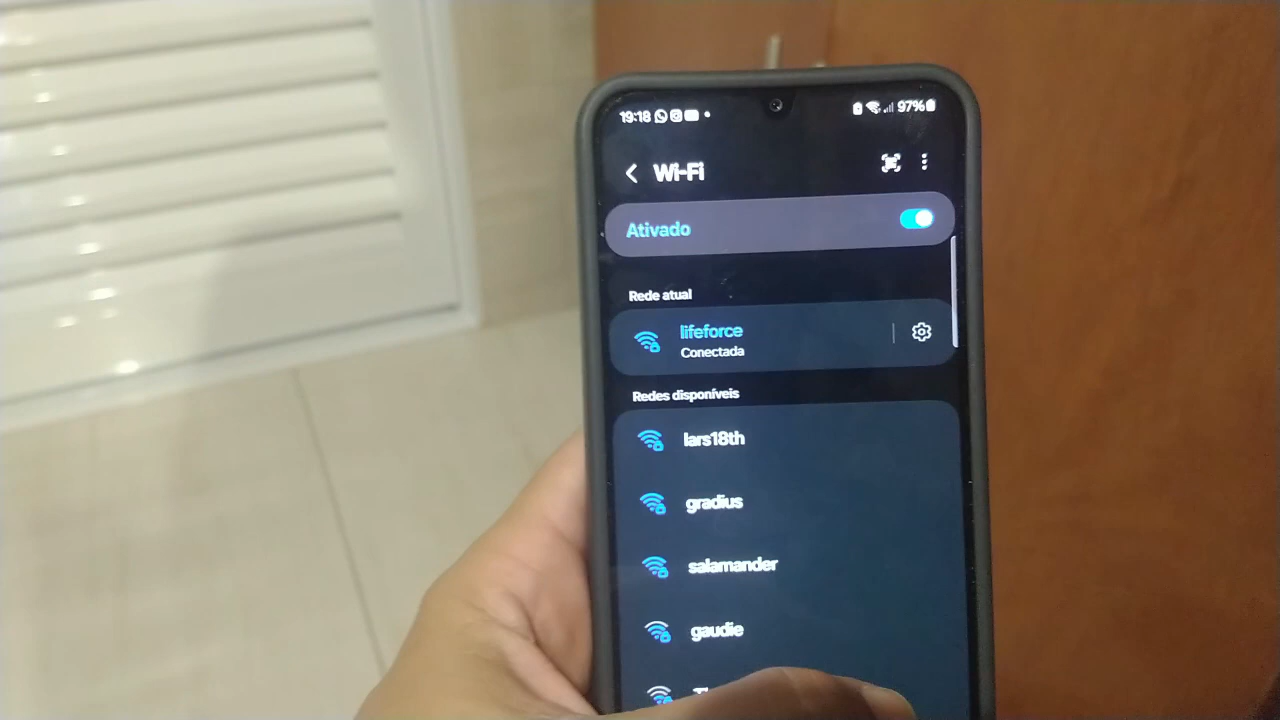 19:18 97%
Wi-Fi
Ativado
Rede atual
lifeforce
Conectada
Redes disponíveis
lars18th
gradius
salamander
gaudie